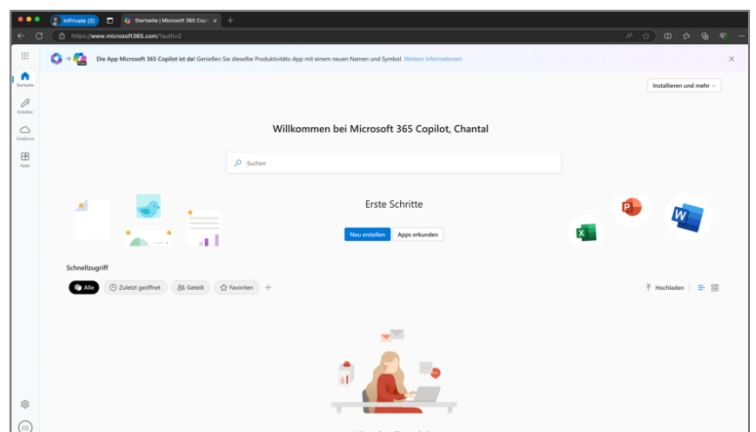 InPrivate (2)
Startseite | Microsoft 365 Copi
https://www.microsoft365.com/?auth=2
Die App Microsoft 365 Copilot ist da! Genießen Sie dieselbe Produktivitäts-App mit einem neuen Namen und Symbol. Weitere Informationen
Startseite
Erstellen
OneDrive
Apps
Installieren und mehr
Willkommen bei Microsoft 365 Copilot, Chantal
Suchen
Erste Schritte
Neu erstellen
Apps erkunden
P
W
X
Schnellzugriff
Alle
Zuletzt geöffnet
Geteilt
Favoriten
Hochladen
CG